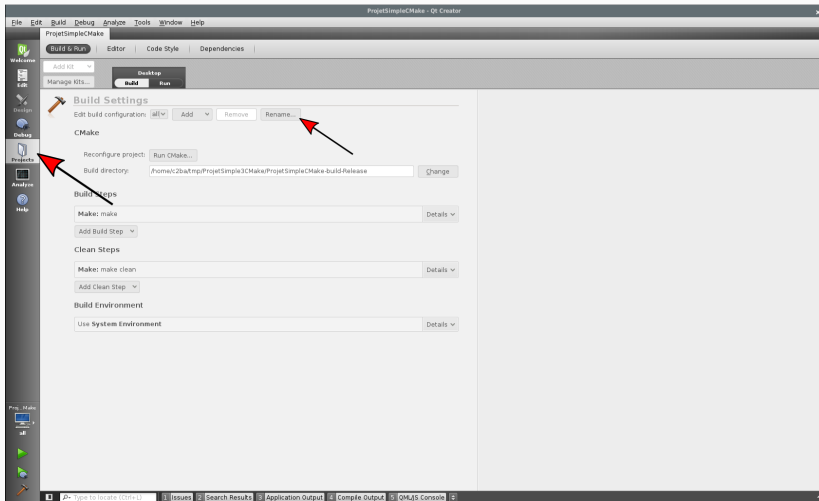 ProjetSimpleCMake - Qt Creator
File Edit Build Debug Analyze Tools Window Help
ProjetSimpleCMake
Build & Run Editor Code Style Dependencies
Welcome
Edit
Design
Debug
Projects
Analyze
Help
Add Kit
Manage Kits...
Desktop
Build Run
Build Settings
Edit build configuration: all Add Remove Rename...
CMake
Reconfigure project: Run CMake...
Build directory: /home/c2ba/tmp/ProjetSimple3CMake/ProjetSimpleCMake-build-Release Change
Build Steps
Make: make Details
Add Build Step
Clean Steps
Make: make clean Details
Add Clean Step
Build Environment
Use System Environment Details
Proj...Make
all
Type to locate (Ctrl+L) 1 Issues 2 Search Results 3 Application Output 4 Compile Output 5 QML/JS Console